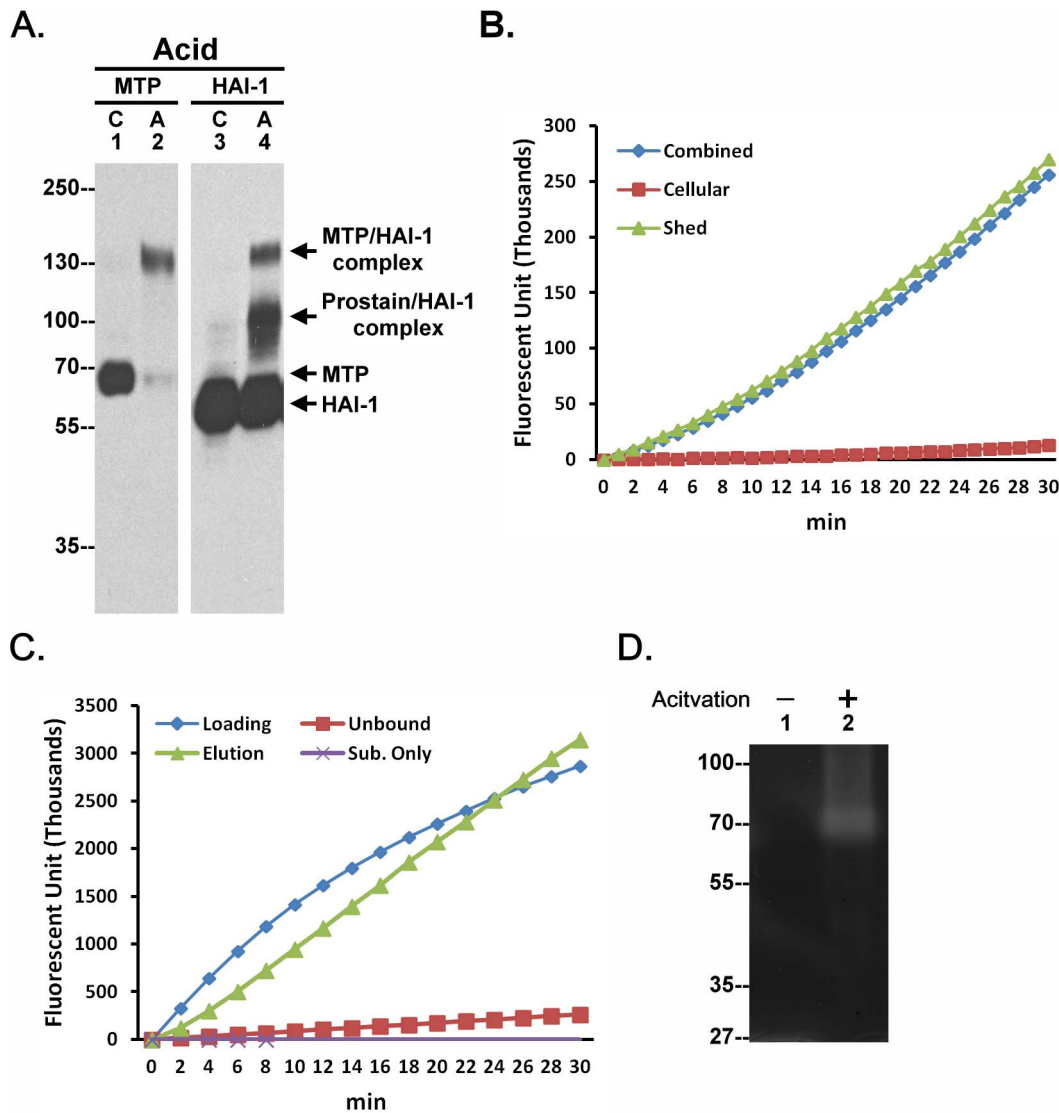 A.
Acid
MTP HAI-1
C A C A
1 2 3 4
250--
130--
100--
70--
55--
35--
MTP/HAI-1
complex
Prostain/HAI-1
complex
MTP
HAI-1
B.
Fluorescent Unit (Thousands)
300
250
200
150
100
50
0
Combined
Cellular
Shed
0 2 4 6 8 10 12 14 16 18 20 22 24 26 28 30
min
C.
Fluorescent Unit (Thousands)
3500
3000
2500
2000
1500
1000
500
0
Loading Unbound
Elution Sub. Only
0 2 4 6 8 10 12 14 16 18 20 22 24 26 28 30
min
D.
Acitvation – +
1 2
100--
70--
55--
35--
27--